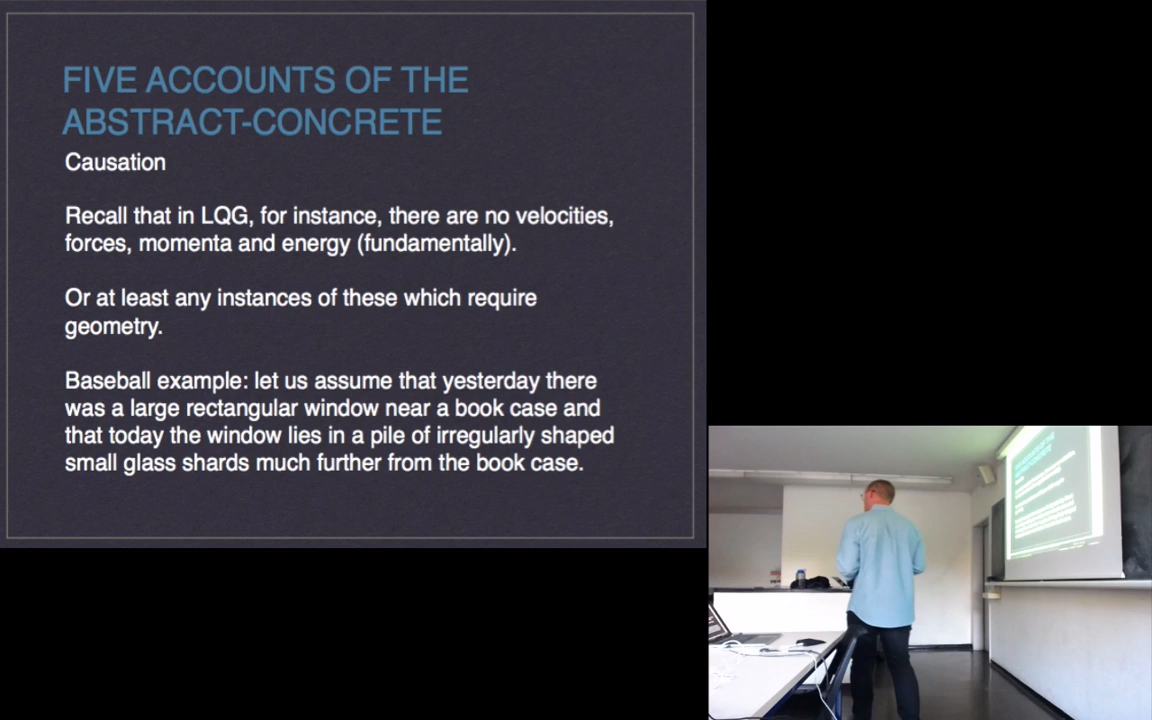 FIVE ACCOUNTS OF THE
ABSTRACT-CONCRETE
Causation
Recall that in LQG, for instance, there are no velocities,
forces, momenta and energy (fundamentally).
Or at least any instances of these which require
geometry.
Baseball example: let us assume that yesterday there
was a large rectangular window near a book case and
that today the window lies in a pile of irregularly shaped
small glass shards much further from the book case.